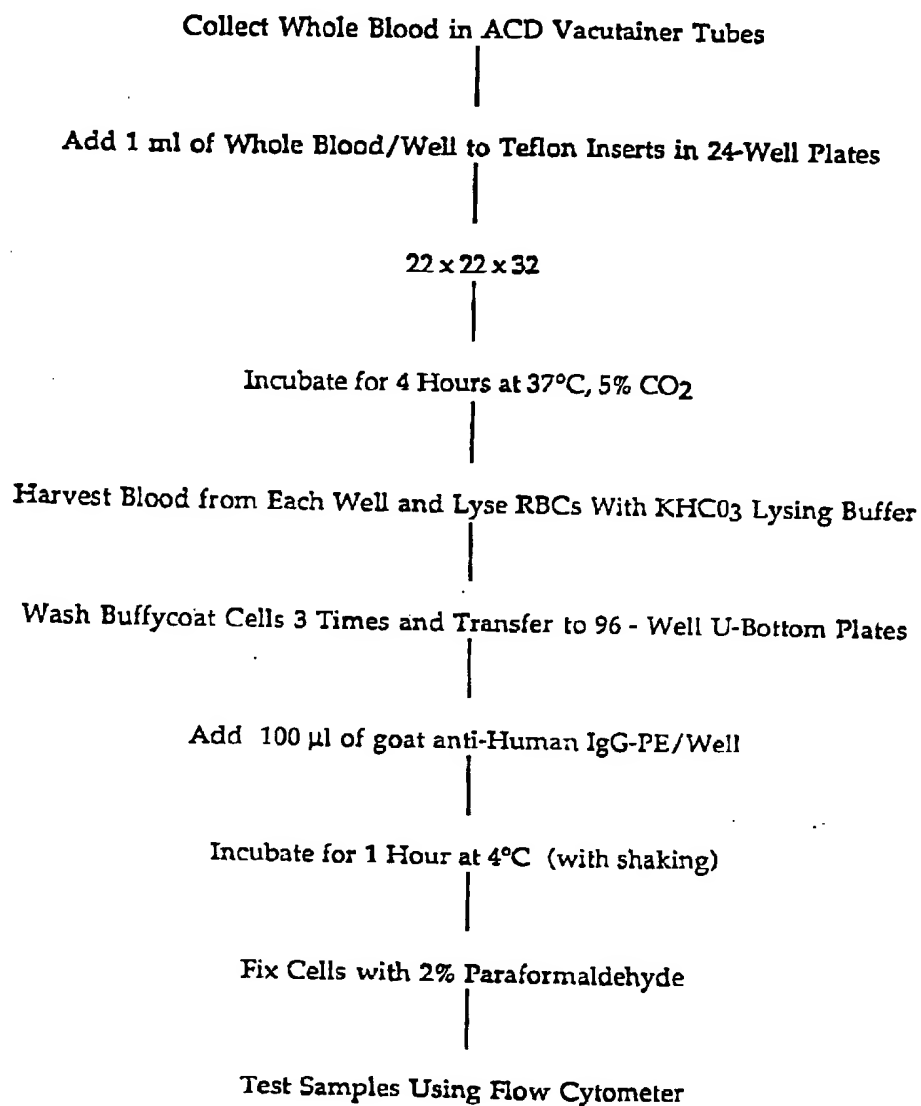 Collect Whole Blood in ACD Vacutainer Tubes
Add 1 ml of Whole Blood/Well to Teflon Inserts in 24-Well Plates
22 x 22 x 32
Incubate for 4 Hours at 37°C, 5% CO2
Harvest Blood from Each Well and Lyse RBCs With KHC03 Lysing Buffer
Wash Buffycoat Cells 3 Times and Transfer to 96 - Well U-Bottom Plates
Add 100 µl of goat anti-Human IgG-PE/Well
Incubate for 1 Hour at 4°C (with shaking)
Fix Cells with 2% Paraformaldehyde
Test Samples Using Flow Cytometer